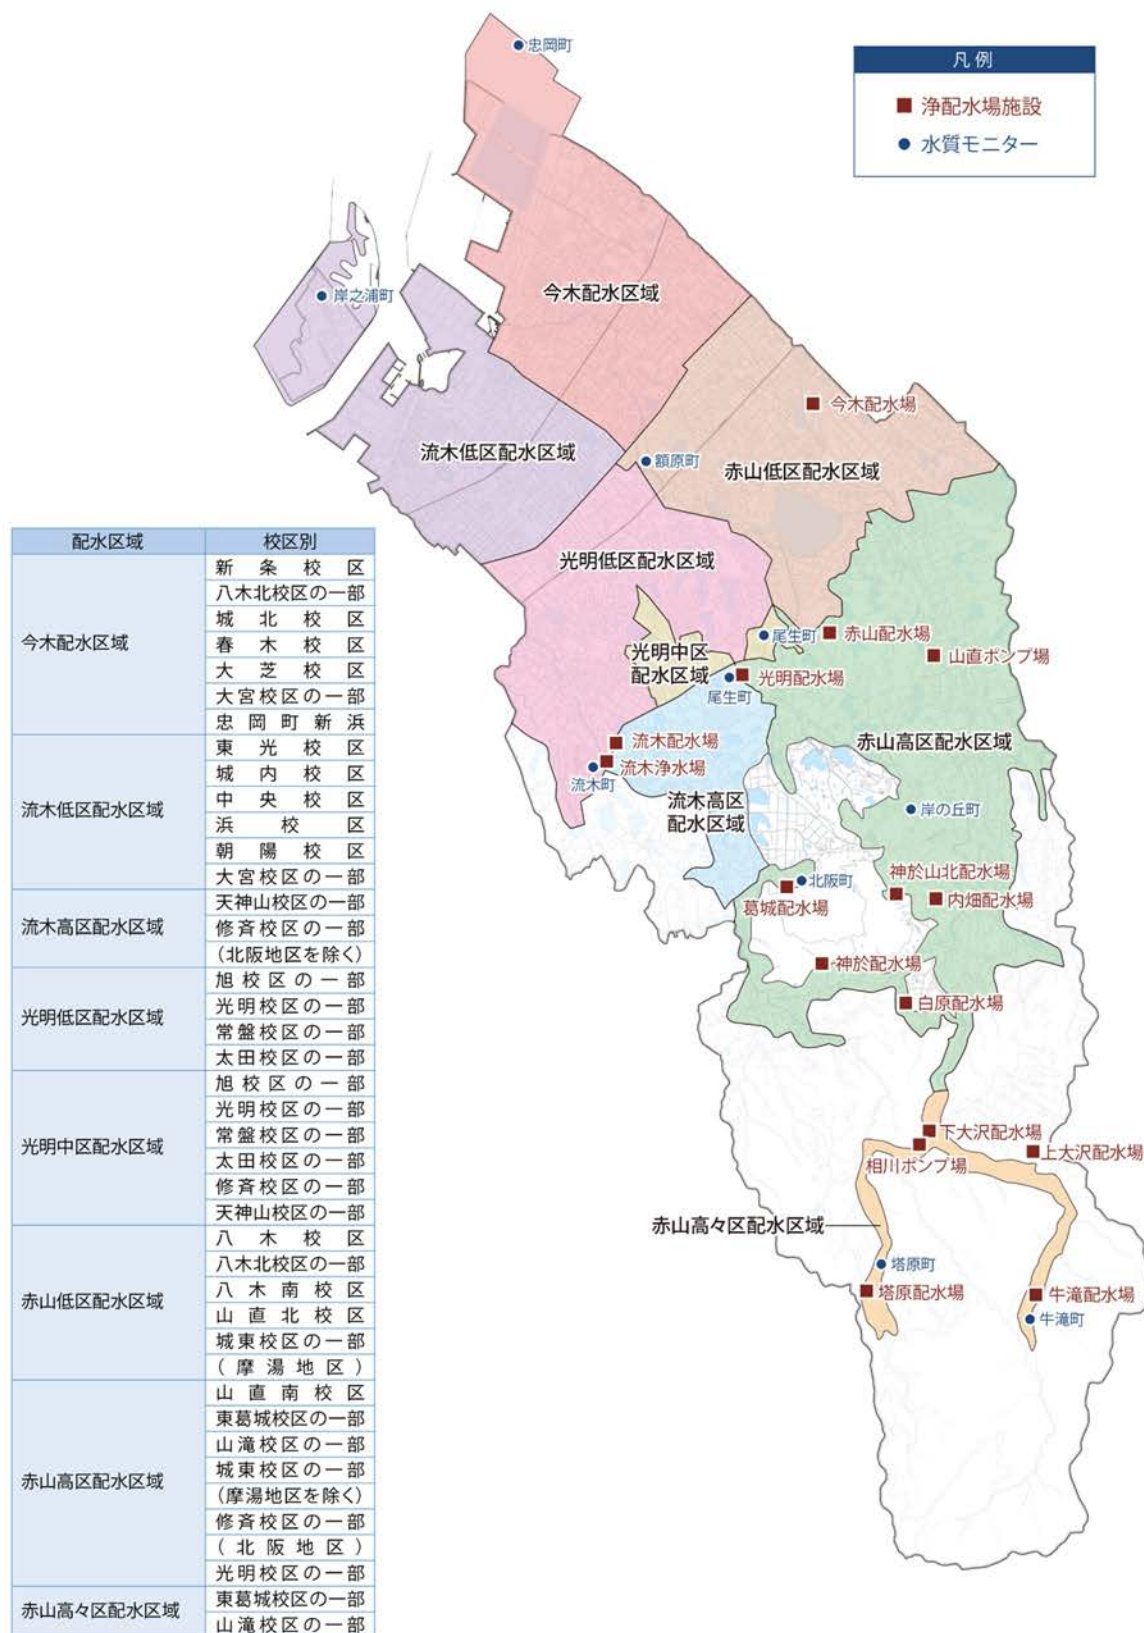 忠岡町
凡例
浄配水場施設
水質モニター
今木配水区域
岸之浦町
今木配水場
流木低区配水区域
額原町
赤山低区配水区域
光明低区配水区域
尾生町
赤山配水場
光明中区
配水区域
山直ポンプ場
光明配水場
尾生町
流木配水場
赤山高区配水区域
流木浄水場
流木町
流木高区
配水区域
岸の丘町
神於山北配水場
北阪町
葛城配水場
内畑配水場
神於配水場
白原配水場
下大沢配水場
上大沢配水場
相川ポンプ場
赤山高々区配水区域
塔原町
塔原配水場
牛滝配水場
牛滝町
配水区域 校区別
今木配水区域
新条校区
八木北校区の一部
城北校区
春木校区
大芝校区
大宮校区の一部
忠岡町新浜
流木低区配水区域
東光校区
城内校区
中央校区
浜校区
朝陽校区
大宮校区の一部
流木高区配水区域
天神山校区の一部
修斉校区の一部
(北阪地区を除く)
光明低区配水区域
旭校区の一部
光明校区の一部
常盤校区の一部
太田校区の一部
光明中区配水区域
旭校区の一部
光明校区の一部
常盤校区の一部
太田校区の一部
修斉校区の一部
天神山校区の一部
赤山低区配水区域
八木校区
八木北校区の一部
八木南校区
山直北校区
城東校区の一部
(摩湯地区)
赤山高区配水区域
山直南校区
東葛城校区の一部
山滝校区の一部
城東校区の一部
(摩湯地区を除く)
修斉校区の一部
(北阪地区)
光明校区の一部
赤山高々区配水区域
東葛城校区の一部
山滝校区の一部